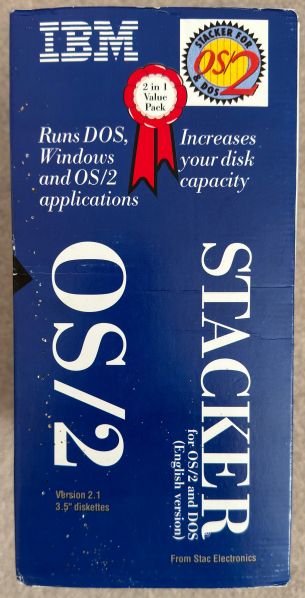 IBM
STACKER FOR
OS/2
& DOS
2 in 1
Value
Pack
Runs DOS,
Windows
and OS/2
applications
Increases
your disk
capacity
OS/2
Version 2.1
3.5" diskettes
STACKER
for OS/2 and DOS
(English version)
From Stac Electronics